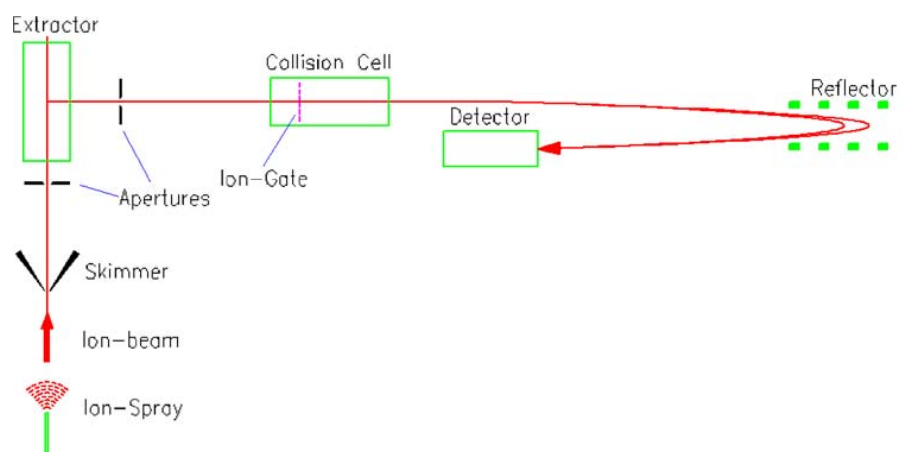 Extractor
Collision Cell
Reflector
Detector
Ion-Gate
Apertures
Skimmer
Ion-beam
Ion-Spray